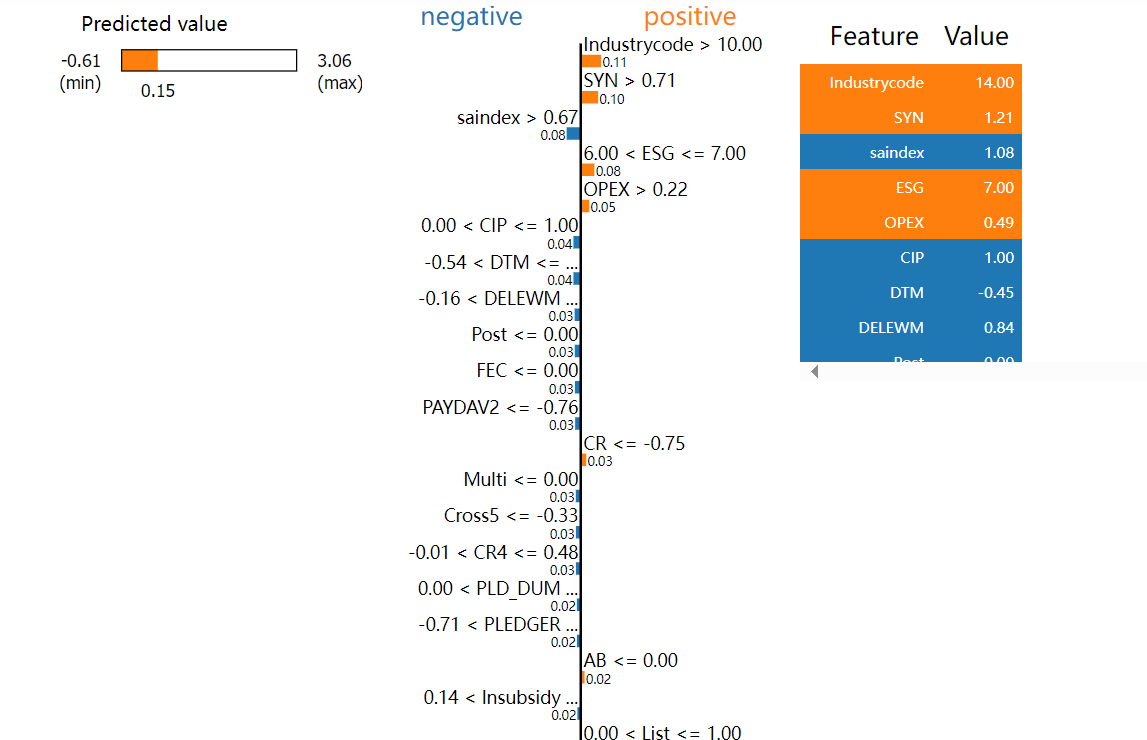 Predicted value
-0.61
(min)
3.06
(max)
0.15
negative
positive
Industrycode > 10.00
0.11
SYN > 0.71
0.10
saindex > 0.67
0.08
6.00 < ESG <= 7.00
0.08
OPEX > 0.22
0.05
0.00 < CIP <= 1.00
0.04
-0.54 < DTM <= ...
0.04
-0.16 < DELEWM ...
0.03
Post <= 0.00
0.03
FEC <= 0.00
0.03
PAYDAV2 <= -0.76
0.03
CR <= -0.75
0.03
Multi <= 0.00
0.03
Cross5 <= -0.33
0.03
-0.01 < CR4 <= 0.48
0.03
0.00 < PLD_DUM ...
0.02
-0.71 < PLEDGER ...
0.02
AB <= 0.00
0.02
0.14 < Insubsidy ...
0.02
0.00 < List <= 1.00
Feature Value
Industrycode 14.00
SYN 1.21
saindex 1.08
ESG 7.00
OPEX 0.49
CIP 1.00
DTM -0.45
DELEWM 0.84
Post 0.00